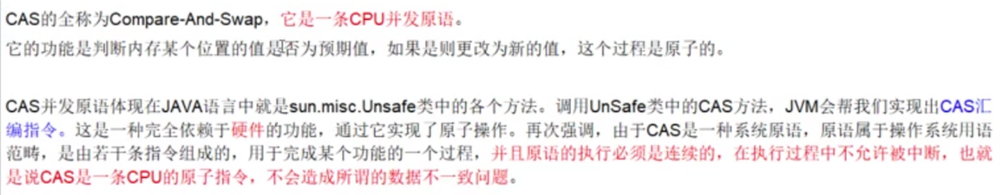 CAS的全称为Compare-And-Swap，它是一条CPU并发原语。
它的功能是判断内存某个位置的值是否为预期值，如果是则更改为新的值，这个过程是原子的。
CAS并发原语体现在JAVA语言中就是sun.misc.Unsafe类中的各个方法。调用UnSafe类中的CAS方法，JVM会帮我们实现出CAS汇
编指令。这是一种完全依赖于硬件的功能，通过它实现了原子操作。再次强调，由于CAS是一种系统原语，原语属于操作系统用语
范畴，是由若干条指令组成的，用于完成某个功能的一个过程，并且原语的执行必须是连续的，在执行过程中不允许被中断，也就
是说CAS是一条CPU的原子指令，不会造成所谓的数据不一致问题。